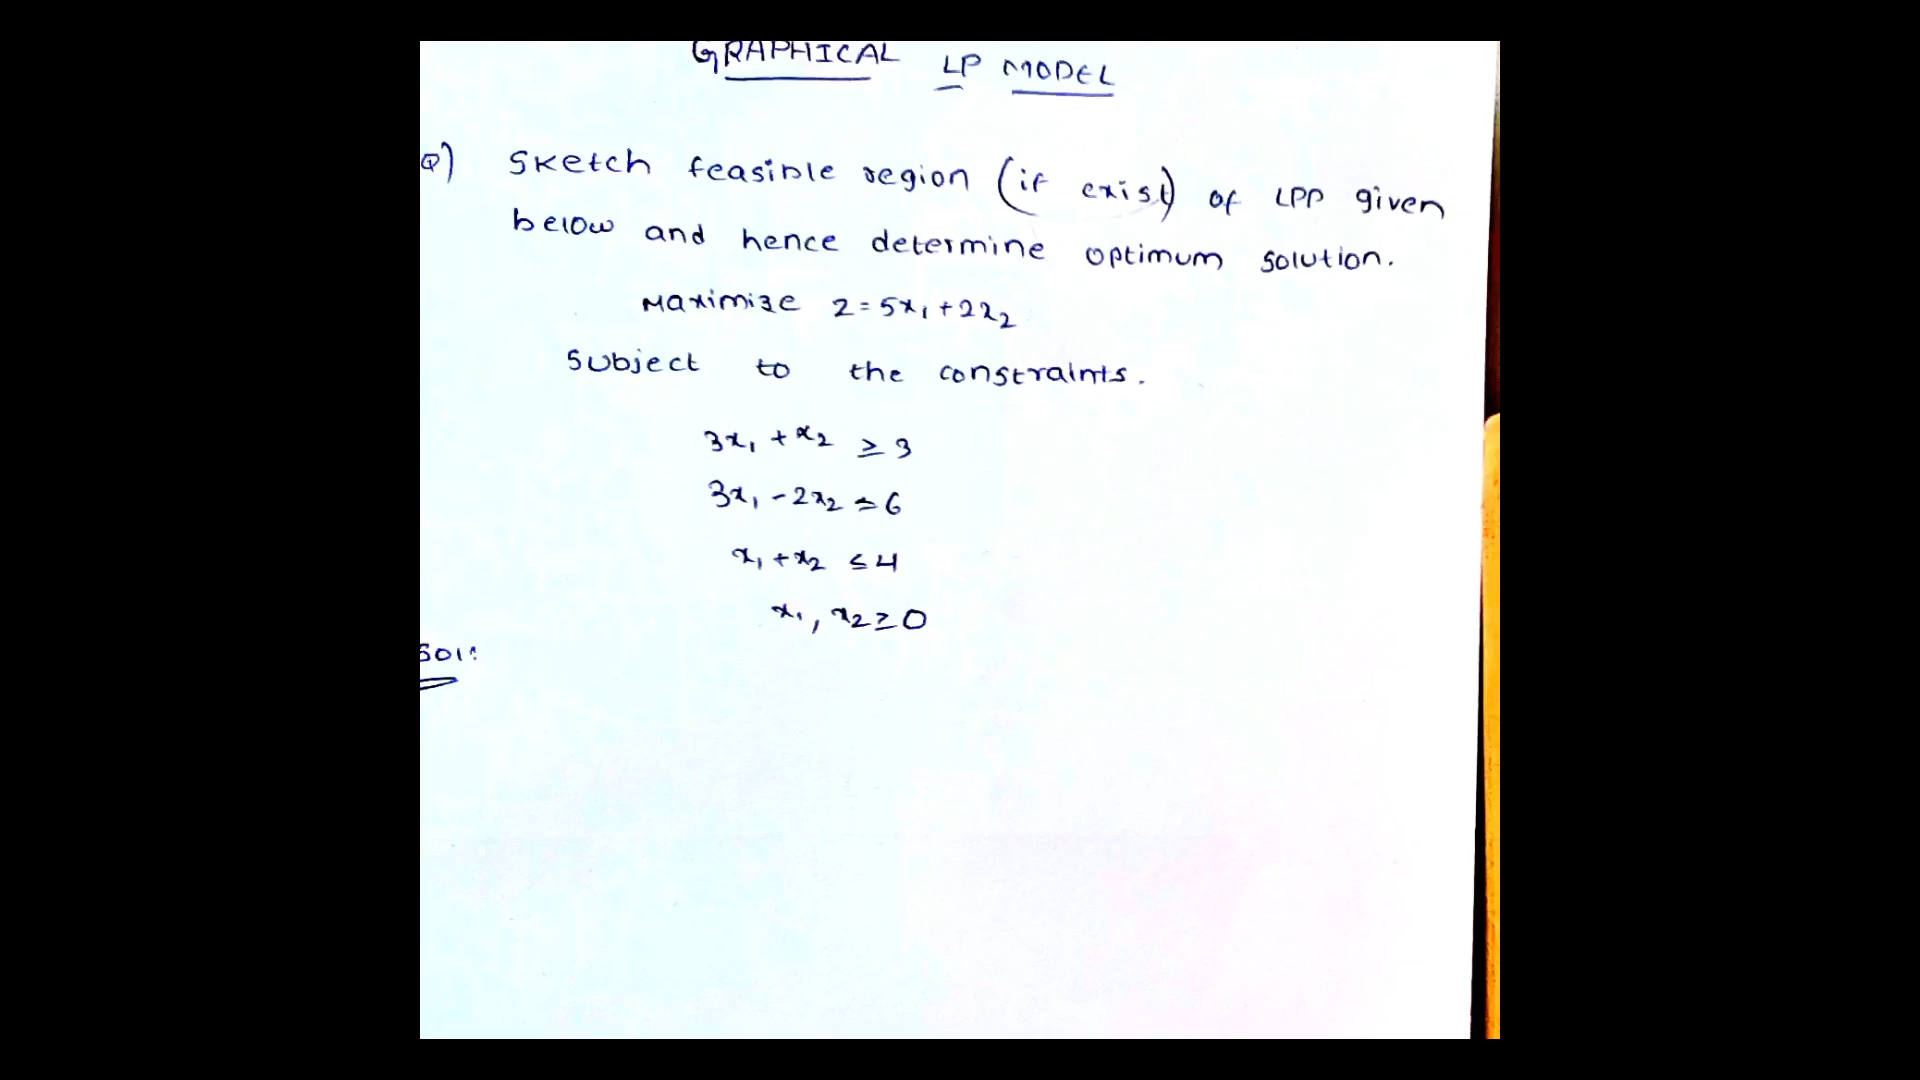 GRAPHICAL LP MODEL
Q) Sketch feasible region (if exist) of LPP given
below and hence determine optimum solution.
Maximize Z = 5x₁ + 2x₂
Subject to the constraints.
3x₁ + x₂ ≥ 3
3x₁ - 2x₂ = 6
x₁ + x₂ ≤ 4
x₁, x₂ ≥ 0
Sol: